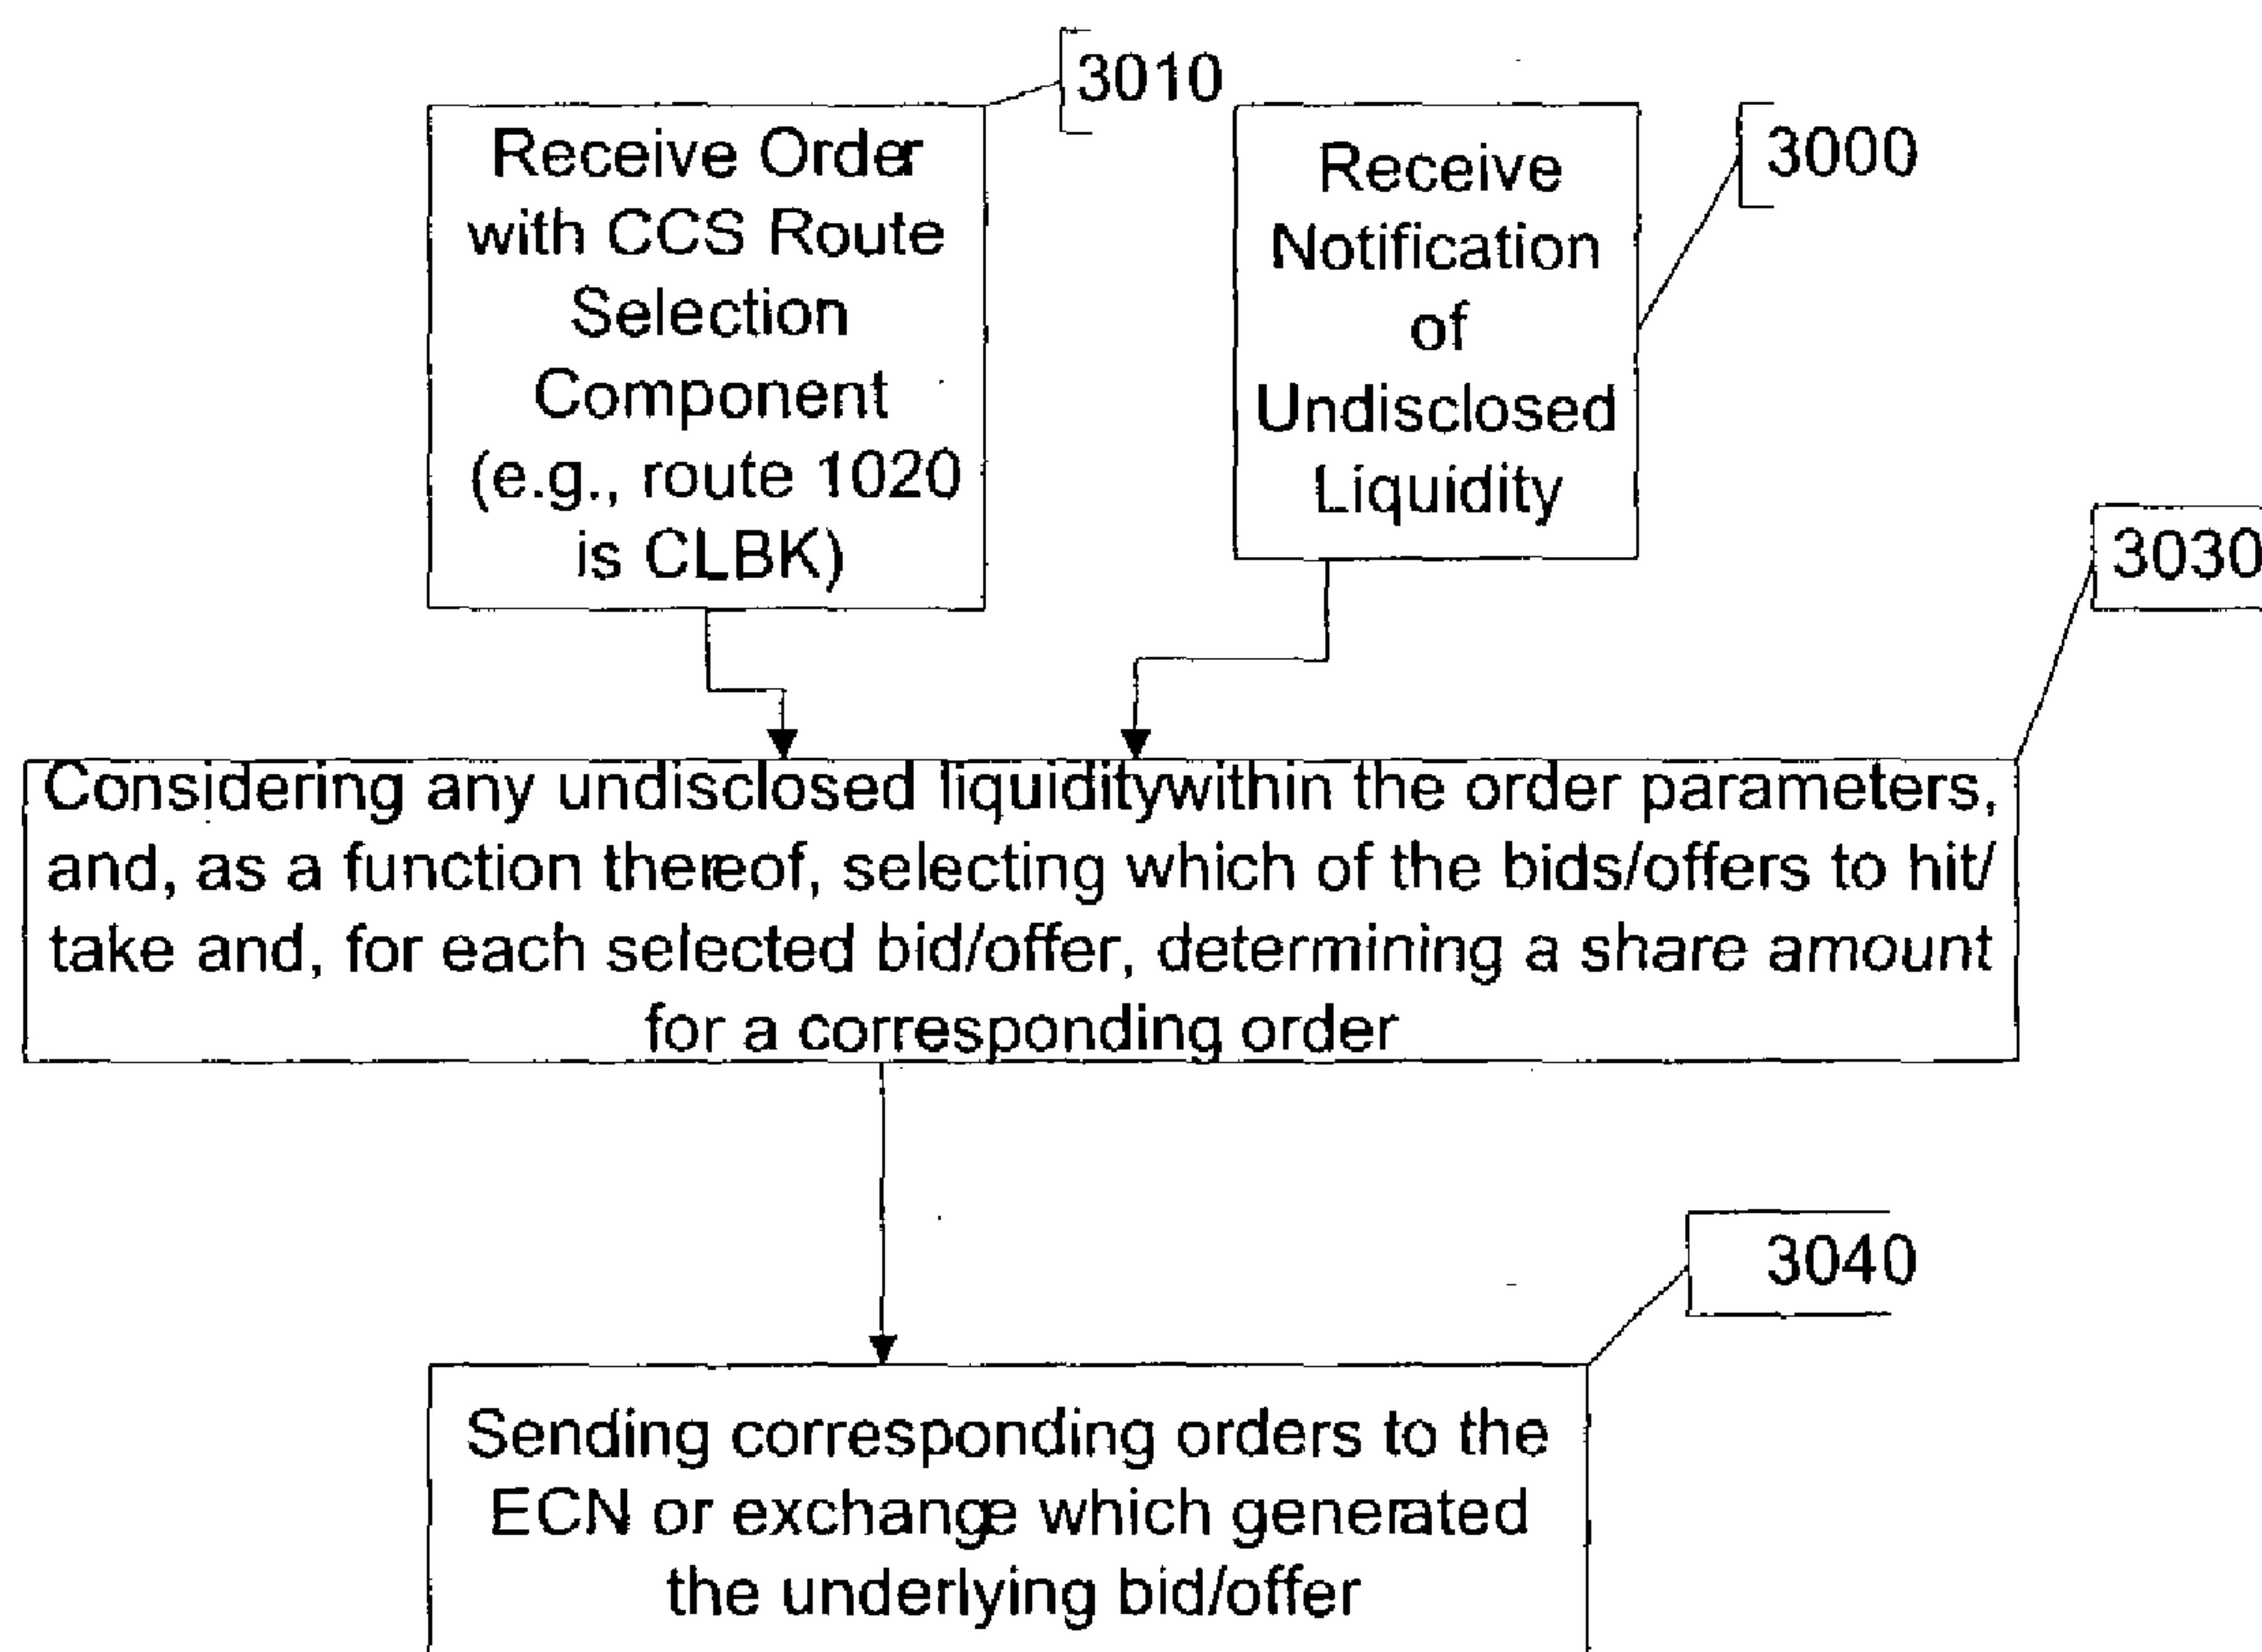 3010
Receive Order
with CCS Route
Selection
Component
(e.g., route 1020
is CLBK)
3000
Receive
Notification
of
Undisclosed
Liquidity
3030
Considering any undisclosed liquiditywithin the order parameters,
and, as a function thereof, selecting which of the bids/offers to hit/
take and, for each selected bid/offer, determining a share amount
for a corresponding order
3040
Sending corresponding orders to the
ECN or exchange which generated
the underlying bid/offer